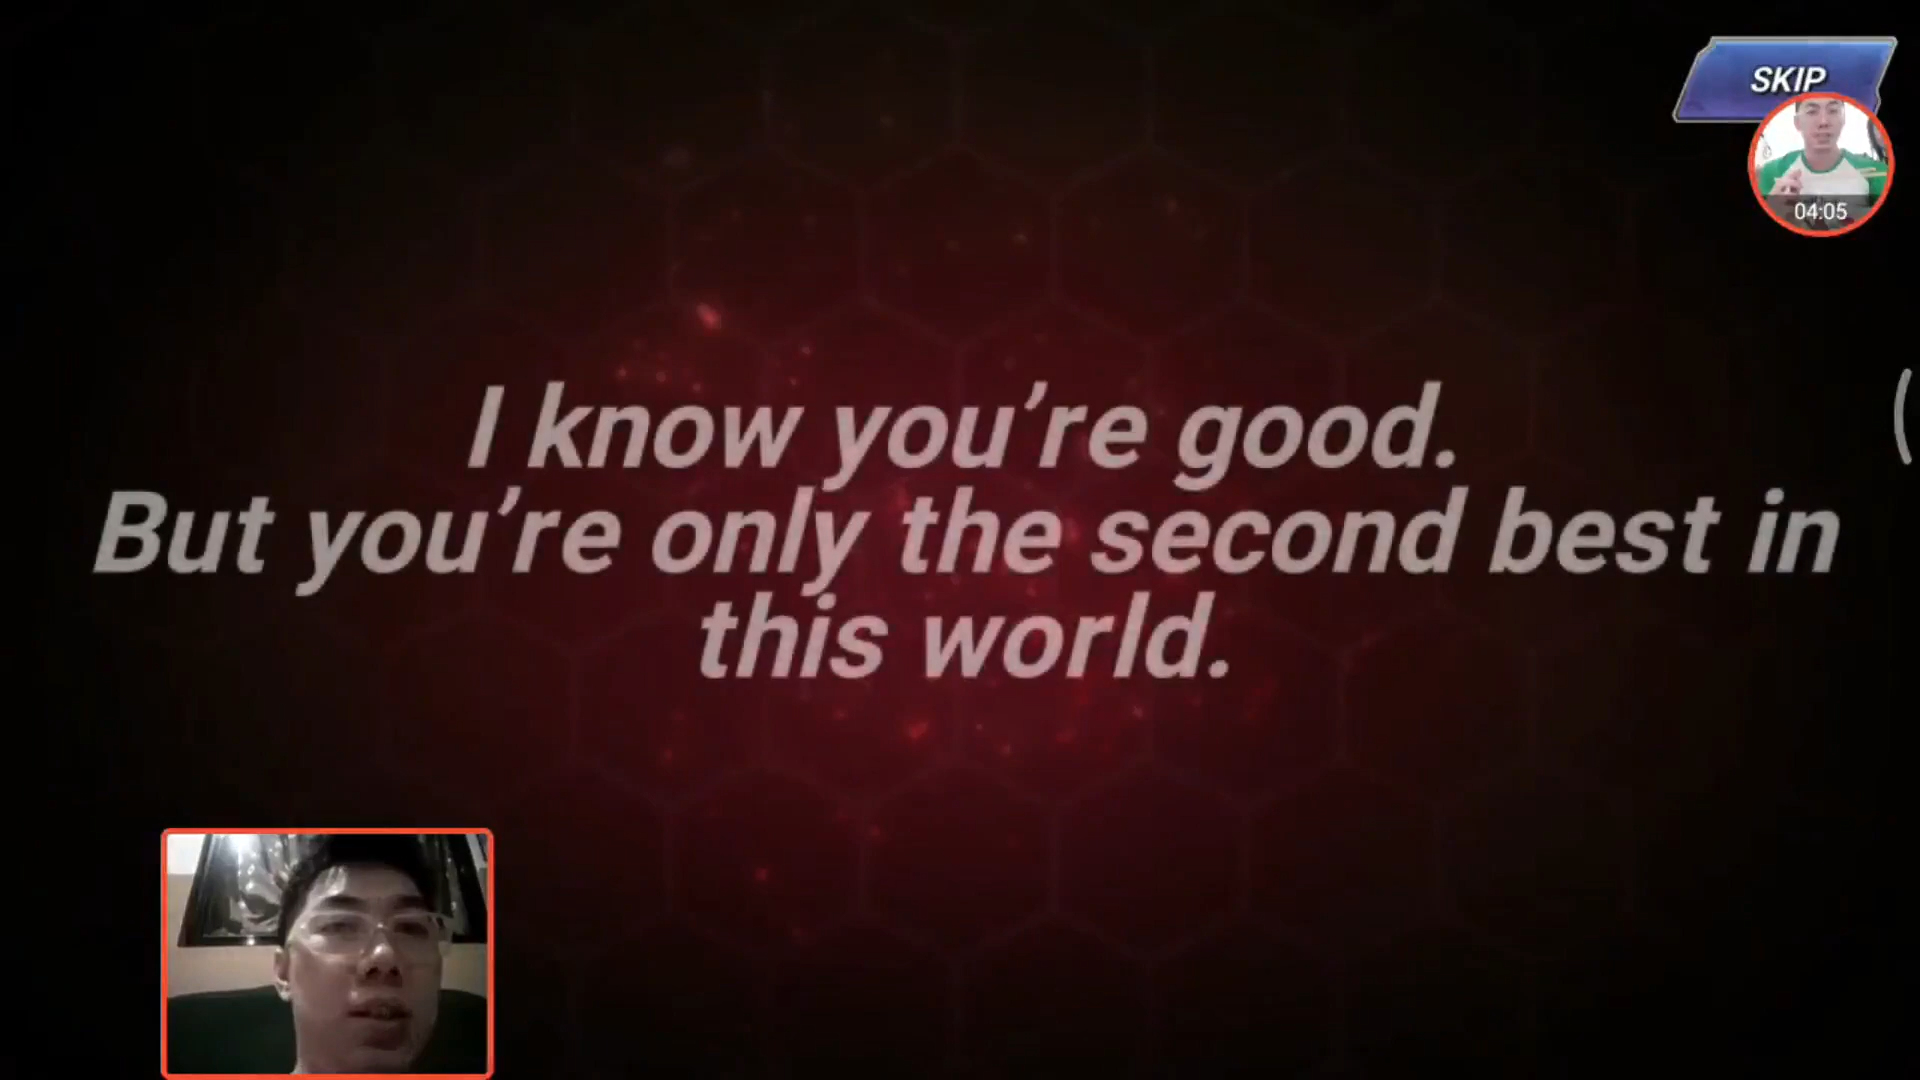 SKIP
04:05
I know you’re good.
But you’re only the second best in
this world.